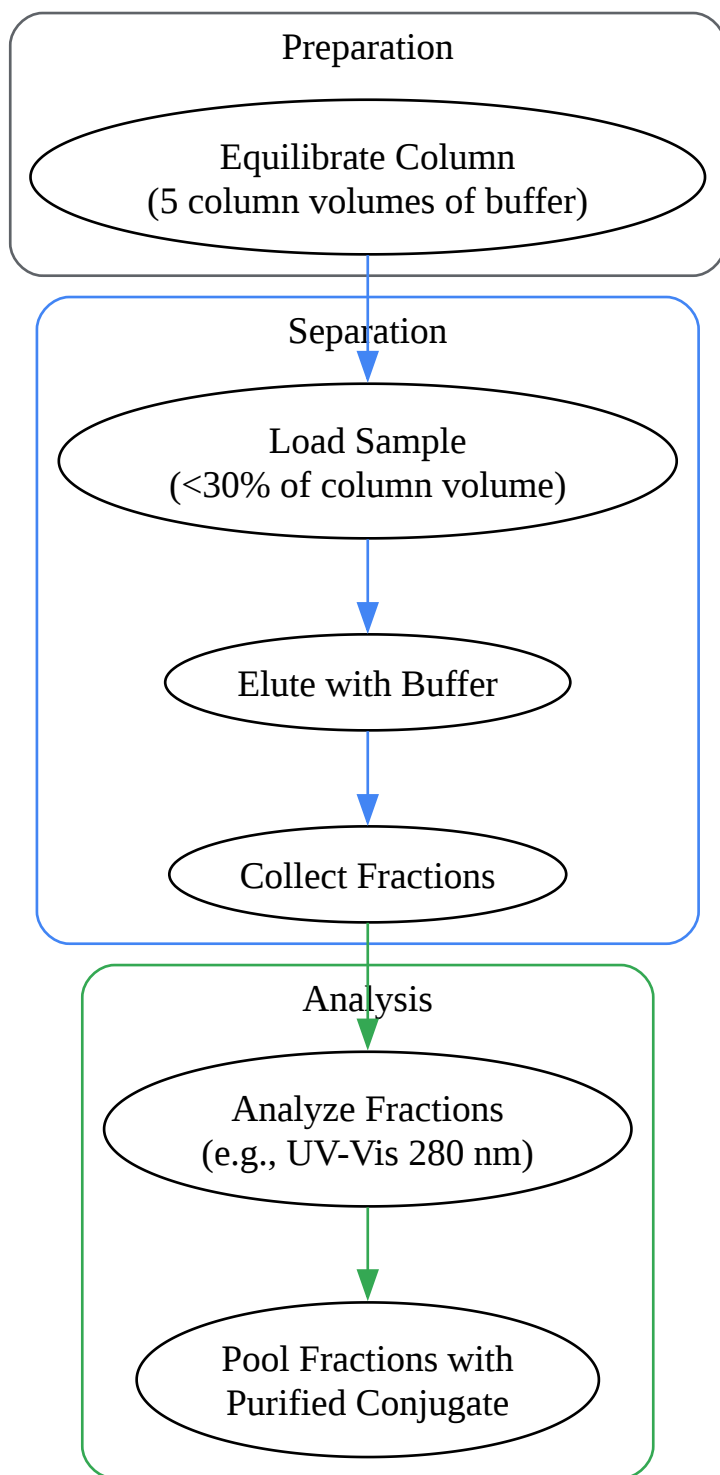 Preparation
Equilibrate Column
(5 column volumes of buffer)
Separation
Load Sample
(<30% of column volume)
Elute with Buffer
Collect Fractions
Analysis
Analyze Fractions
(e.g., UV-Vis 280 nm)
Pool Fractions with
Purified Conjugate